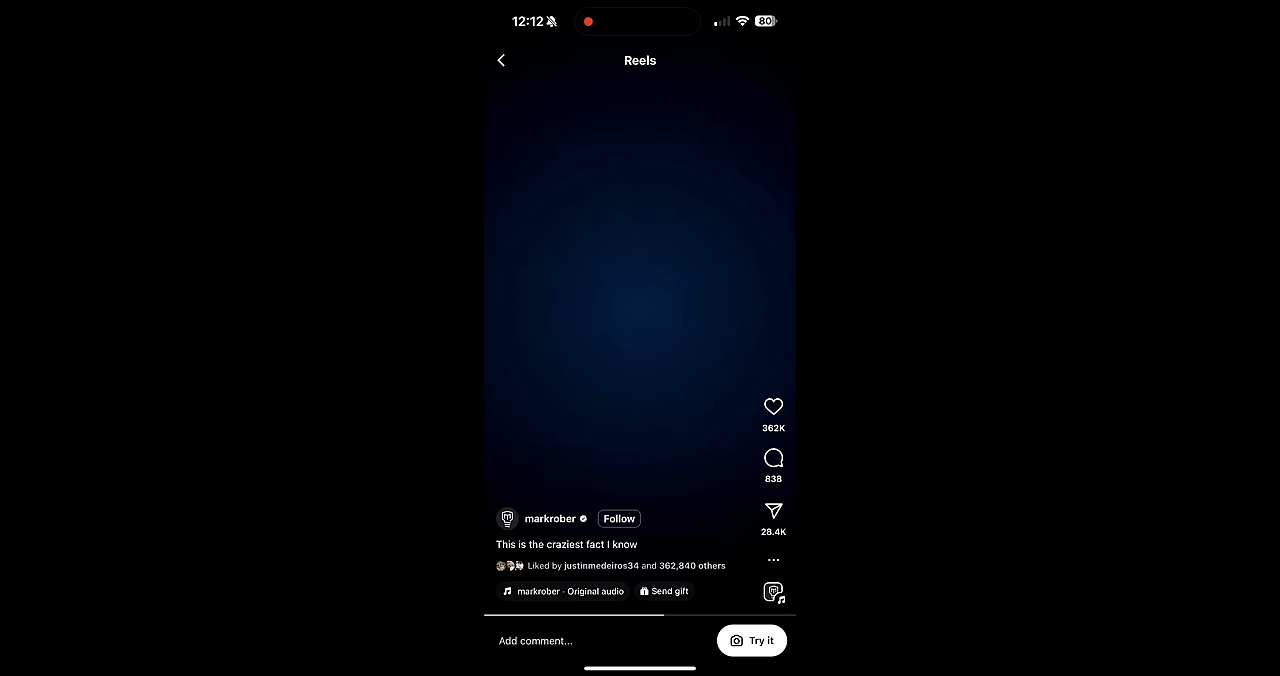 12:12
80
Reels
362K
838
28.4K
markrober Follow
This is the craziest fact I know
Liked by justinmedeiros34 and 362,840 others
markrober · Original audio
Send gift
Add comment...
Try it